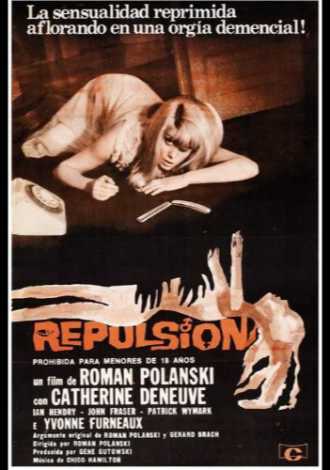 La sensualidad reprimida
aflorando en una orgía demencial!
REPULSION
PROHIBIDA PARA MENORES DE 18 AÑOS
un film de ROMAN POLANSKI
con CATHERINE DENEUVE
IAN HENDRY - JOHN FRASER - PATRICK WYMARK
E YVONNE FURNEAUX
Argumento original de ROMAN POLANSKI y GERARD BRACH
Dirigida por ROMAN POLANSKI
Producida por GENE GUTOWSKI
Música de CHICO HAMILTON
G